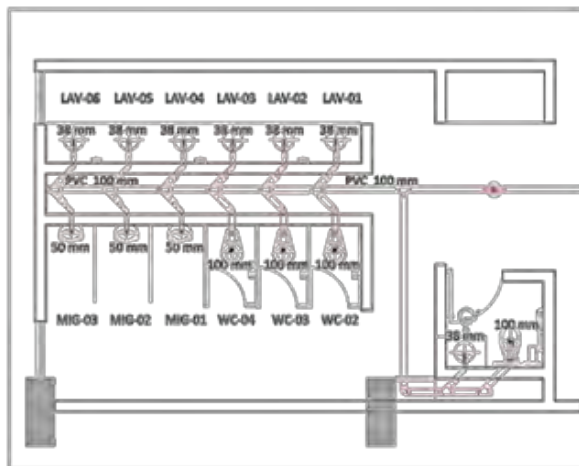 LAV-06 LAV-05 LAV-04 LAV-03 LAV-02 LAV-01
38 mm 38 mm 38 mm 38 mm 38 mm 38 mm
PVC 100 mm PVC 100 mm
50 mm 50 mm 50 mm 100 mm 100 mm 100 mm
MIG-03 MIG-02 MIG-01 WC-04 WC-03 WC-02
38 mm 100 mm